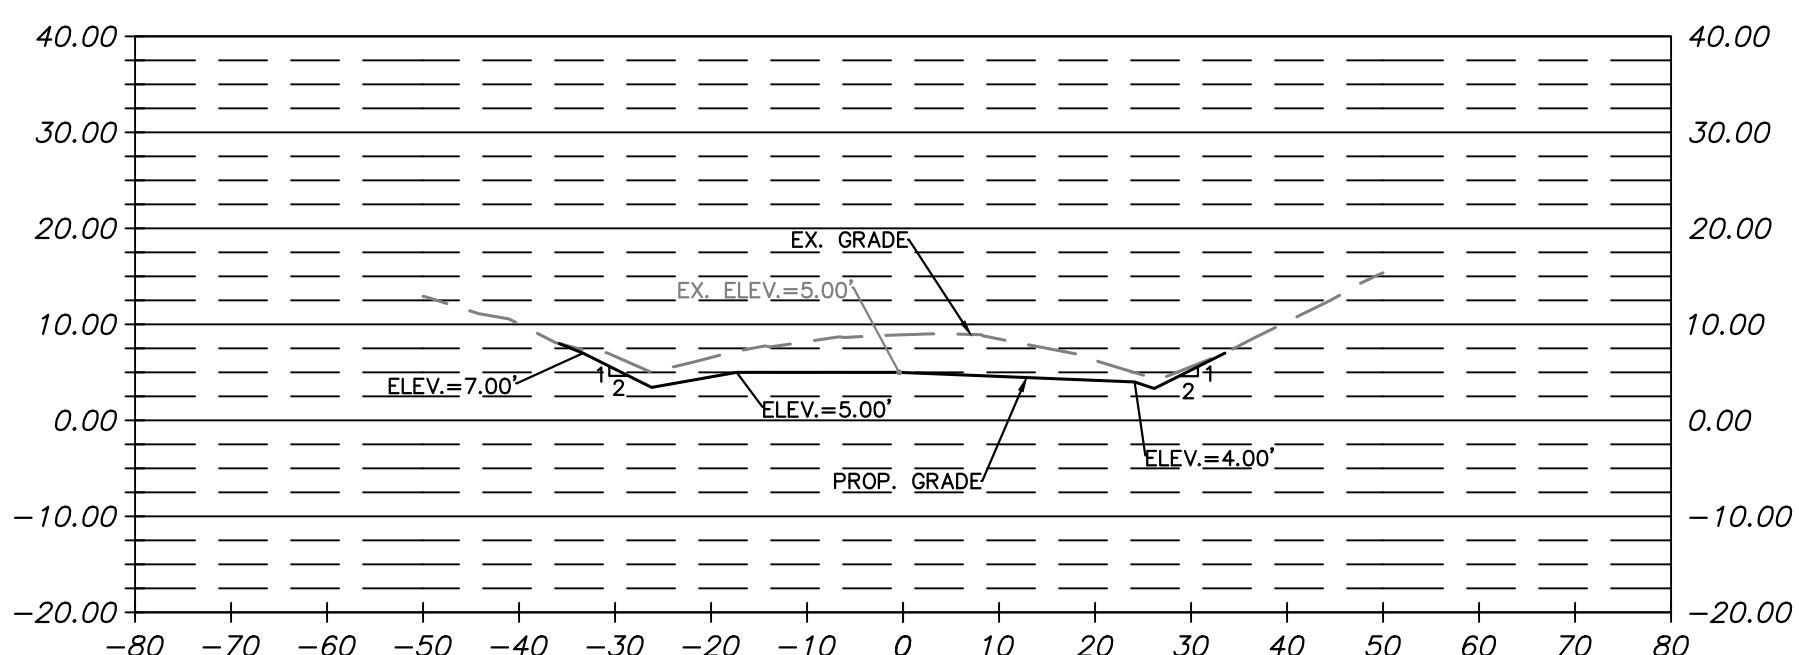 40.00 40.00
30.00 30.00
20.00 20.00
EX. GRADE
EX. ELEV.=5.00'
10.00 10.00
1 1
ELEV.=7.00' 2 2
ELEV.=5.00'
0.00 0.00
ELEV.=4.00'
PROP. GRADE
-10.00 -10.00
-20.00 -20.00
-80 -70 -60 -50 -40 -30 -20 -10 0 10 20 30 40 50 60 70 80